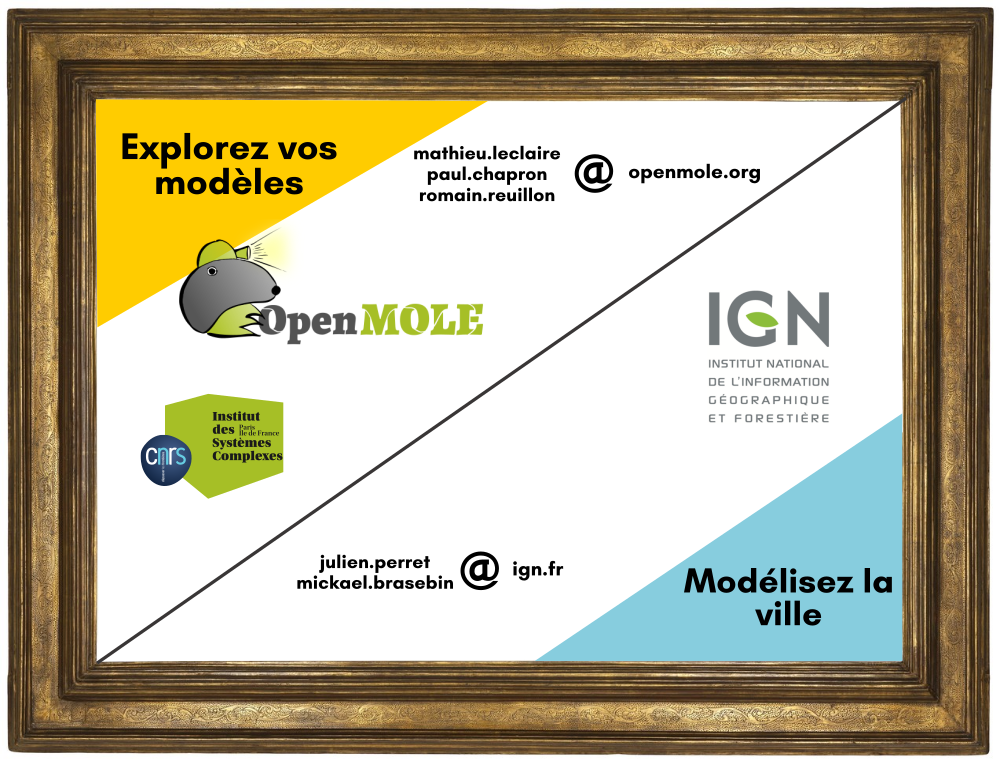 Explorez vos
modèles
mathieu.leclaire
paul.chapron
romain.reuillon
@ openmole.org
OpenMOLE
IGN
INSTITUT NATIONAL
DE L'INFORMATION
GÉOGRAPHIQUE
ET FORESTIÈRE
Institut
des Paris
Île de France
Systèmes
Complexes
cnrs
julien.perret
mickael.brasebin
@ ign.fr
Modélisez la
ville